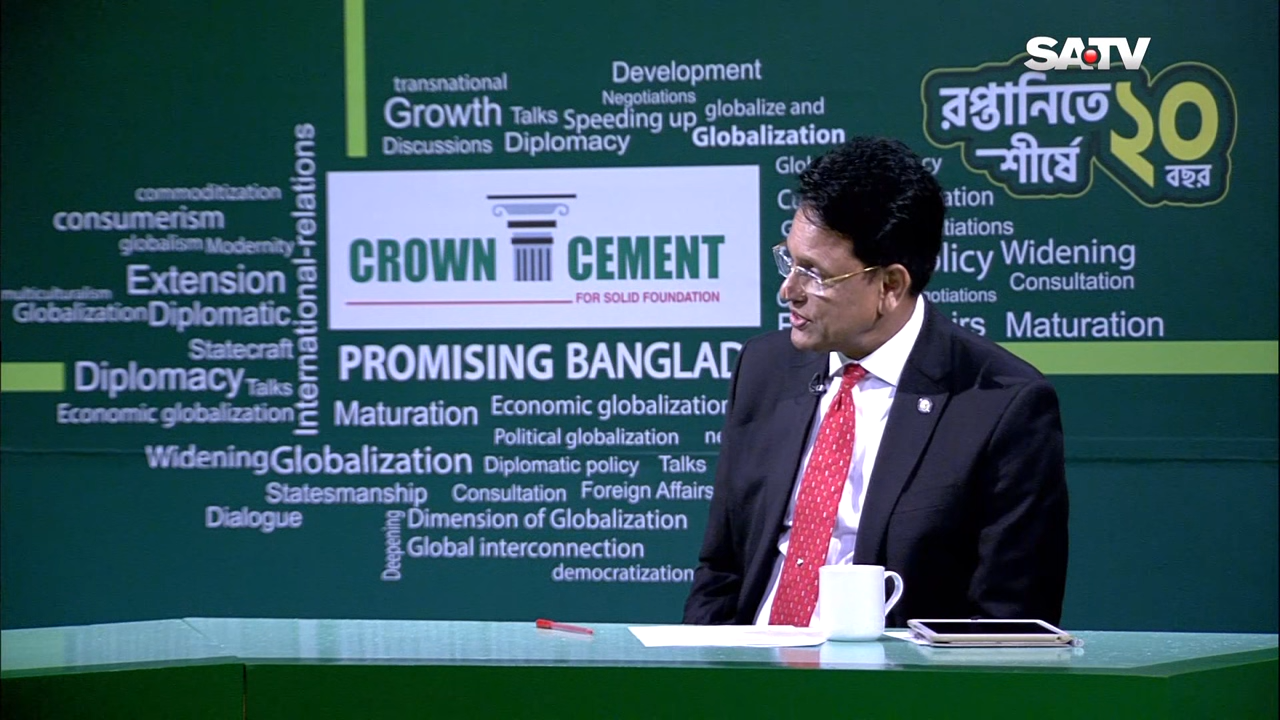 SATV
রপ্তানিতে
শীর্ষে ২০ বছর
transnational
Development
Negotiations
Growth Talks Speeding up globalize and
Discussions Diplomacy Globalization
commoditization
consumerism
globalism Modernity
Extension
multiculturalism
Globalization Diplomatic
Statecraft
Diplomacy Talks
Economic globalization
International-relations
CROWN CEMENT
FOR SOLID FOUNDATION
Widening
Consultation
Maturation
PROMISING
Maturation Economic globalization
Political globalization
Widening Globalization Diplomatic policy Talks
Statesmanship Consultation Foreign Affairs
Dialogue
Deepening
Dimension of Globalization
Global interconnection
democratization